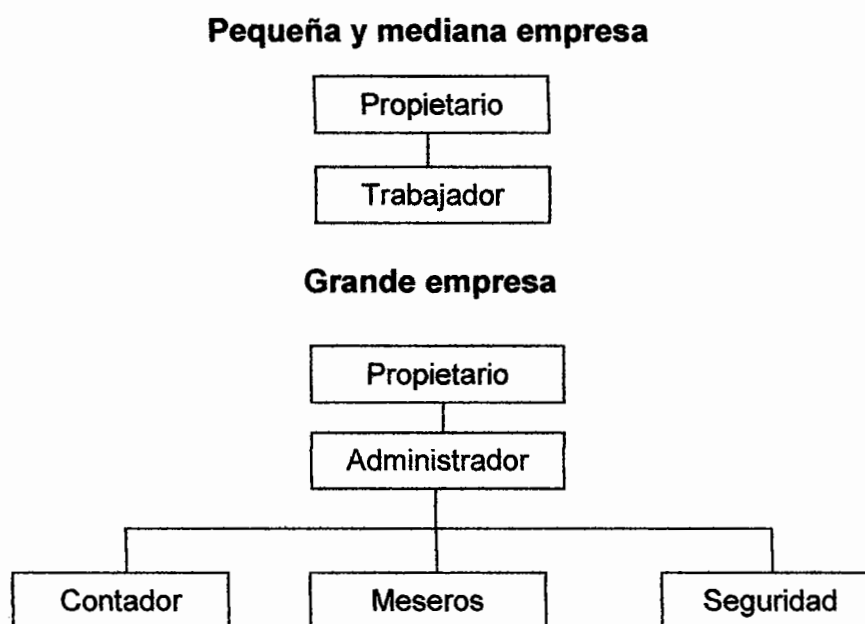 Pequeña y mediana empresa
Propietario
Trabajador
Grande empresa
Propietario
Administrador
Contador Meseros Seguridad